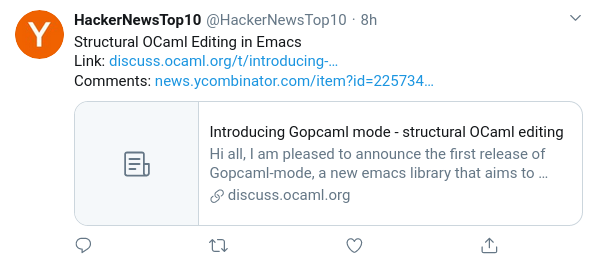 Y
HackerNewsTop10 @HackerNewsTop10 · 8h
Structural OCaml Editing in Emacs
Link: discuss.ocaml.org/t/introducing-…
Comments: news.ycombinator.com/item?id=225734…
Introducing Gopcaml mode - structural OCaml editing
Hi all, I am pleased to announce the first release of
Gopcaml-mode, a new emacs library that aims to …
discuss.ocaml.org